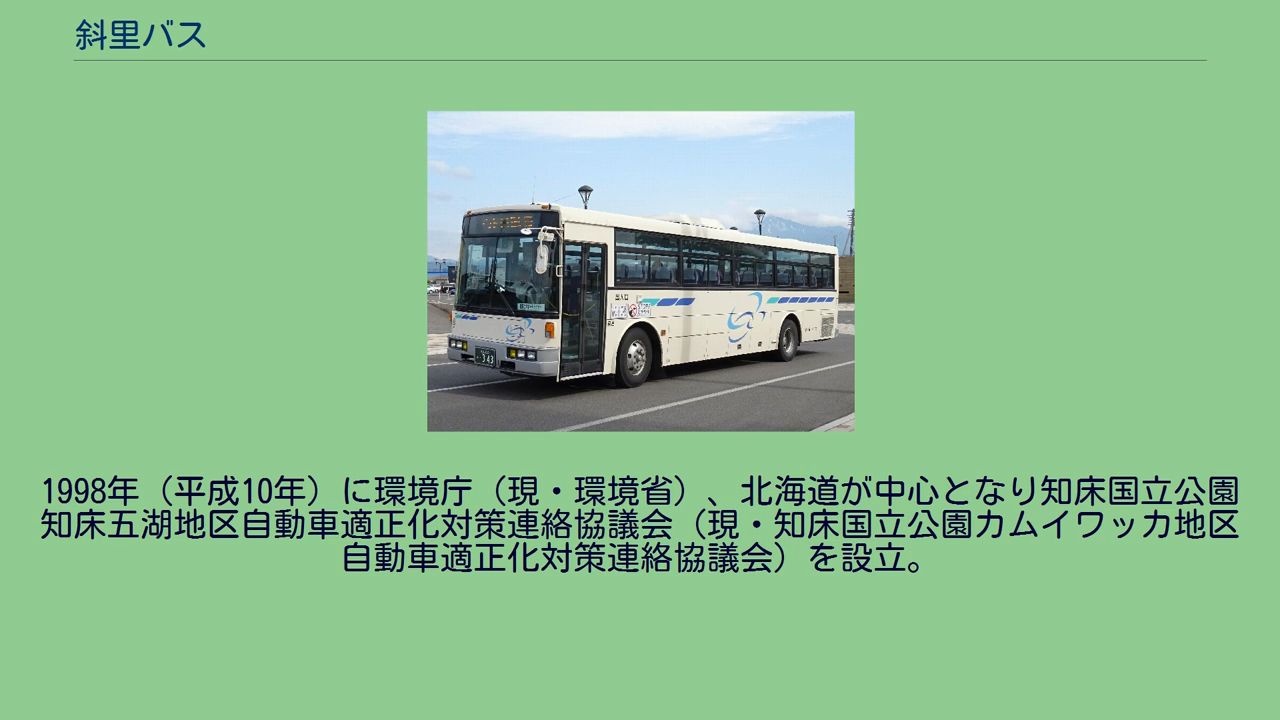 斜里バス
出入口
343
1998年（平成10年）に環境庁（現・環境省）、北海道が中心となり知床国立公園
知床五湖地区自動車適正化対策連絡協議会（現・知床国立公園カムイワッカ地区
自動車適正化対策連絡協議会）を設立。